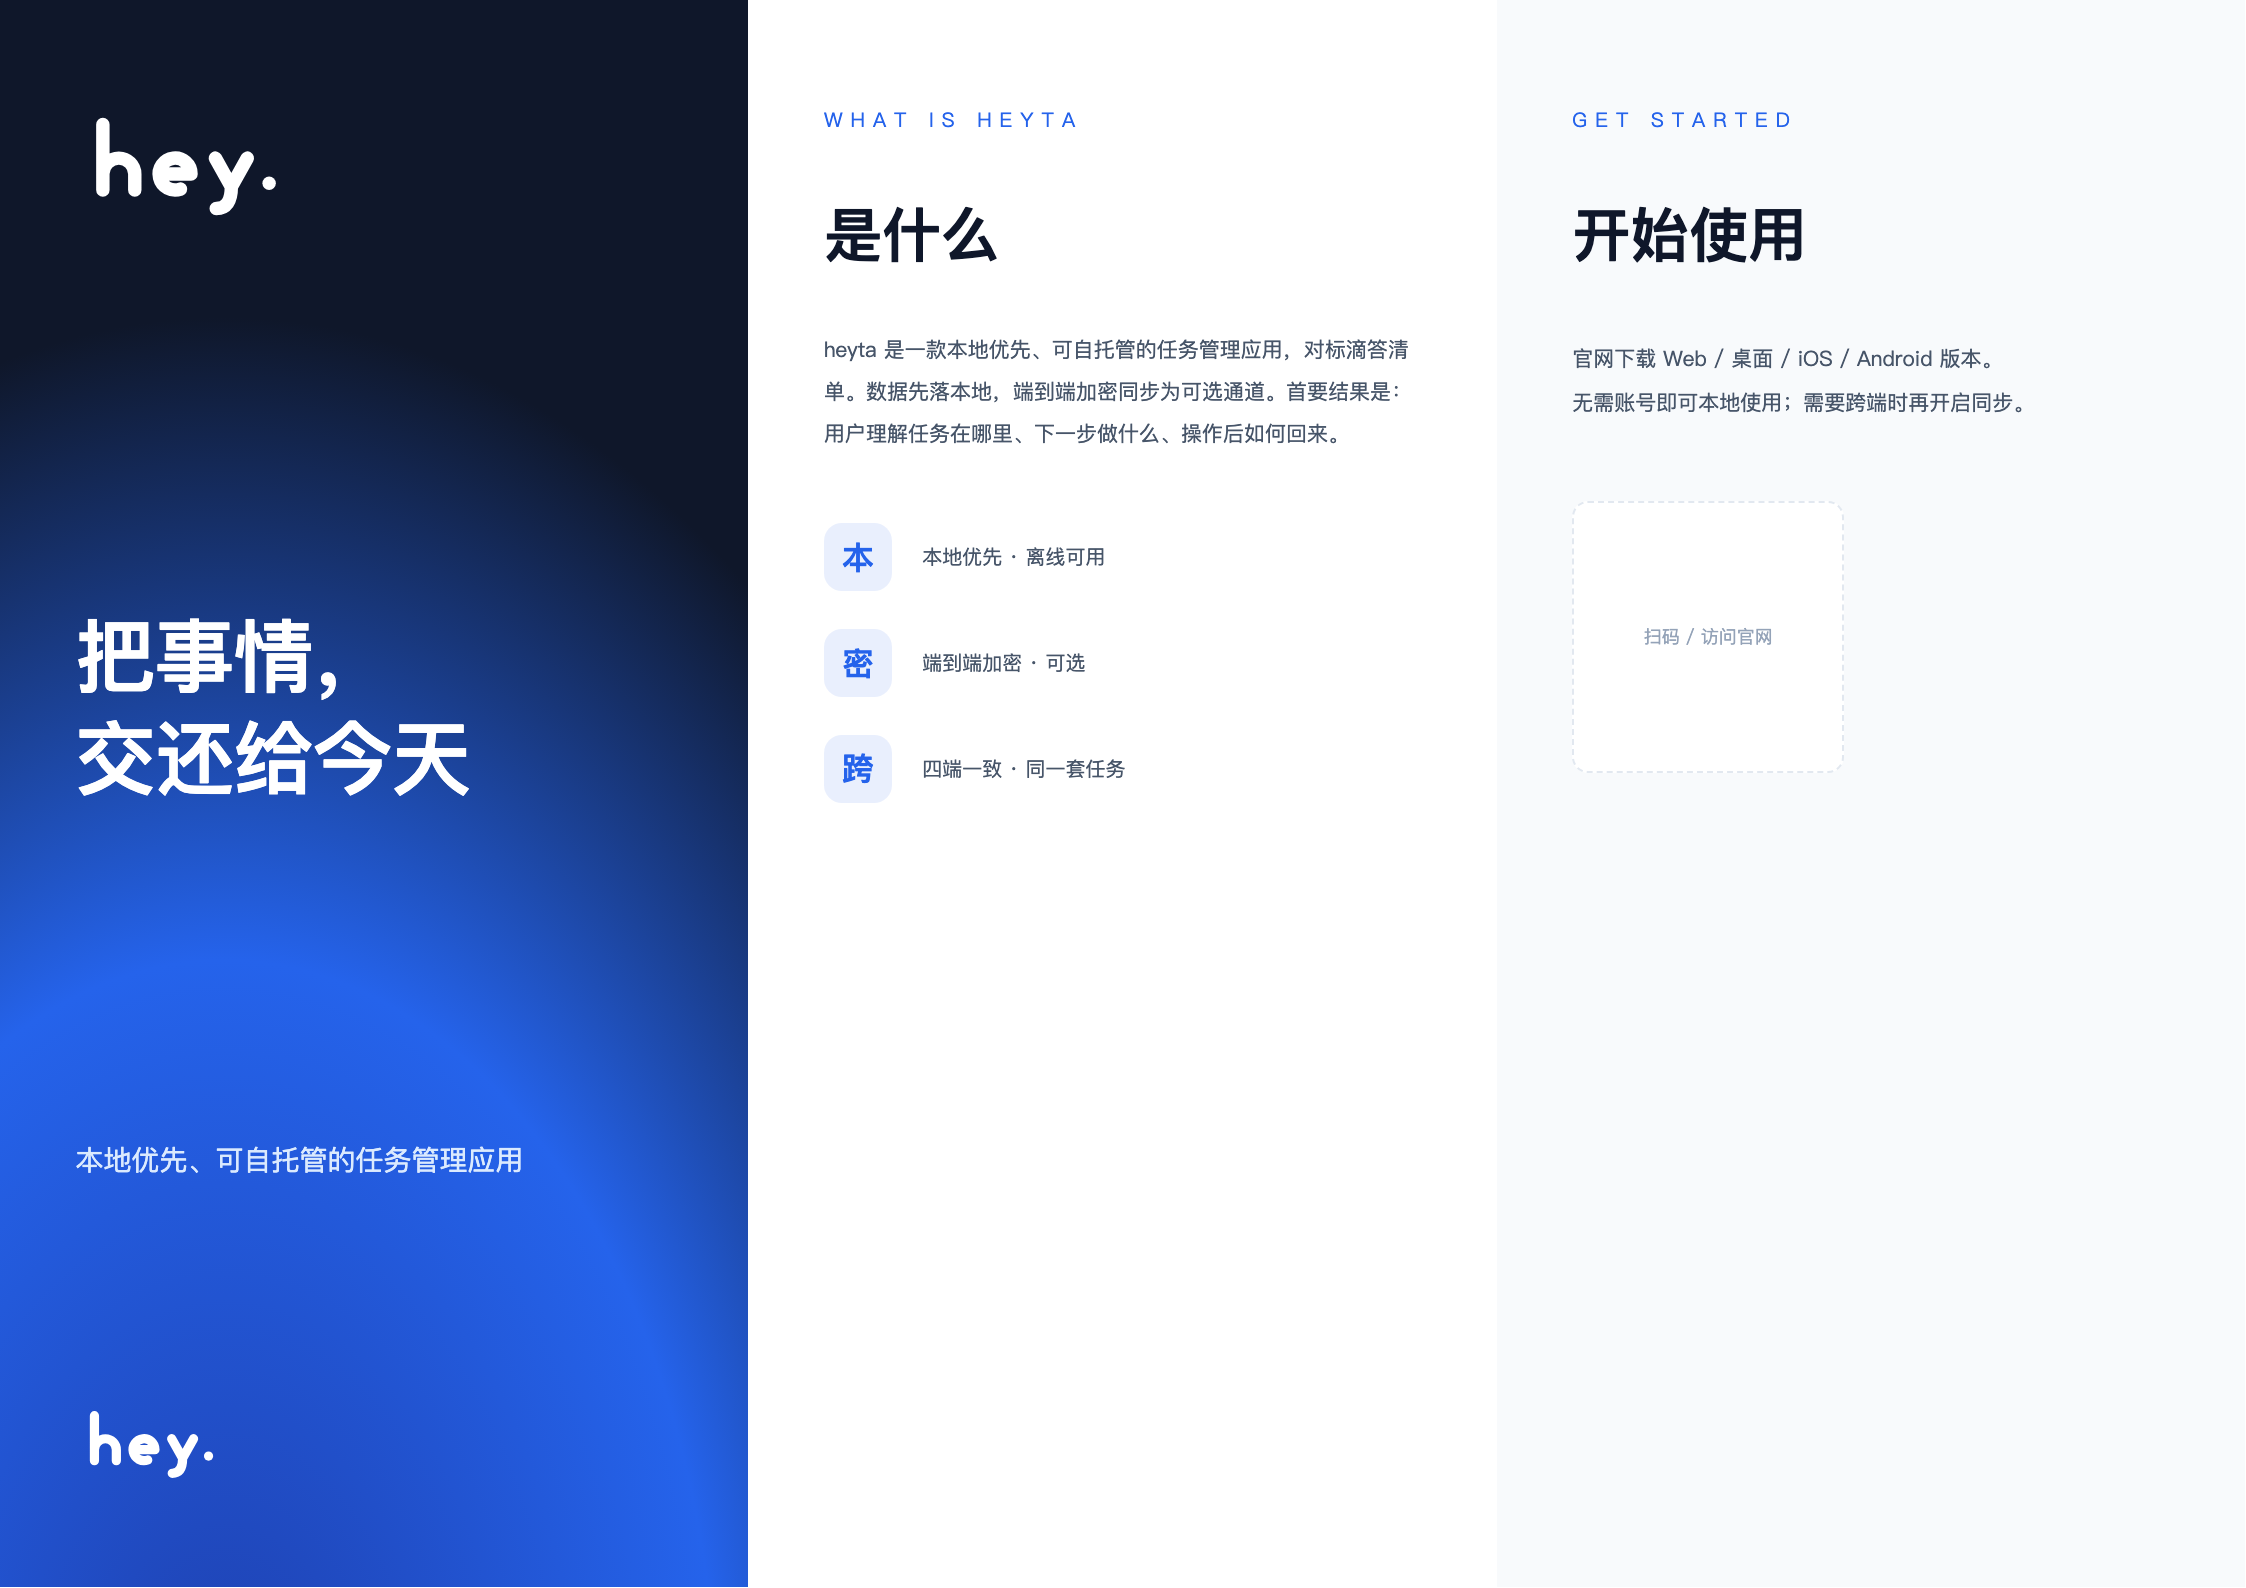 hey.
把事情，
交还给今天
本地优先、可自托管的任务管理应用
hey.
WHAT IS HEYTA
是什么
heyta 是一款本地优先、可自托管的任务管理应用，对标滴答清
单。数据先落本地，端到端加密同步为可选通道。首要结果是：
用户理解任务在哪里、下一步做什么、操作后如何回来。
本 本地优先 · 离线可用
密 端到端加密 · 可选
跨 四端一致 · 同一套任务
GET STARTED
开始使用
官网下载 Web / 桌面 / iOS / Android 版本。
无需账号即可本地使用；需要跨端时再开启同步。
扫码 / 访问官网